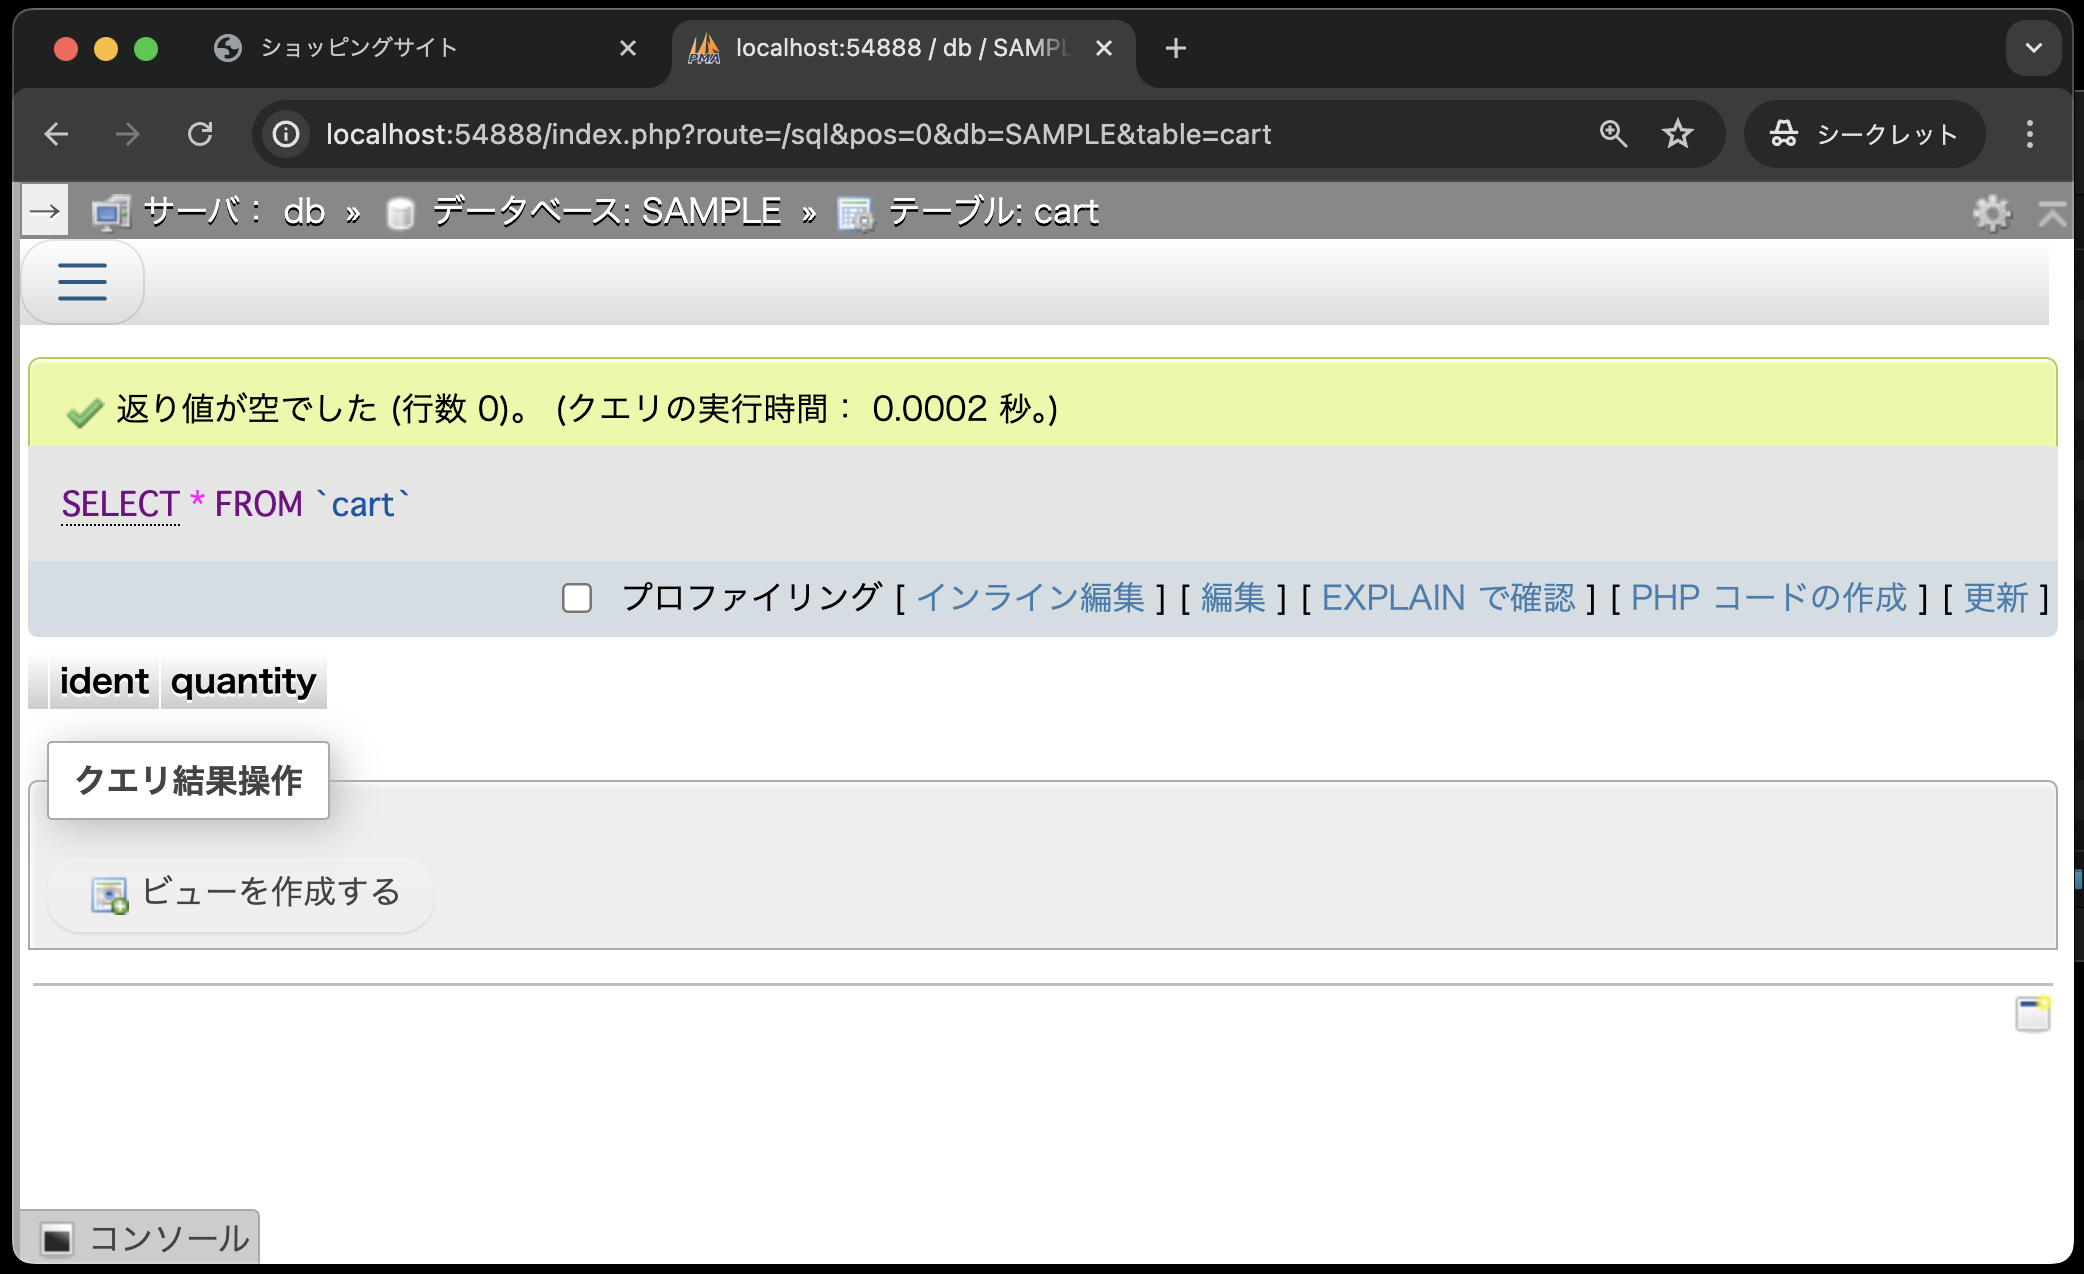 ショッピングサイト
localhost:54888 / db / SAMPL
localhost:54888/index.php?route=/sql&pos=0&db=SAMPLE&table=cart
シークレット
サーバ： db » データベース: SAMPLE » テーブル: cart
返り値が空でした (行数 0)。 (クエリの実行時間： 0.0002 秒。)
SELECT * FROM `cart`
プロファイリング [ インライン編集 ] [ 編集 ] [ EXPLAIN で確認 ] [ PHP コードの作成 ] [ 更新 ]
ident quantity
クエリ結果操作
ビューを作成する
コンソール